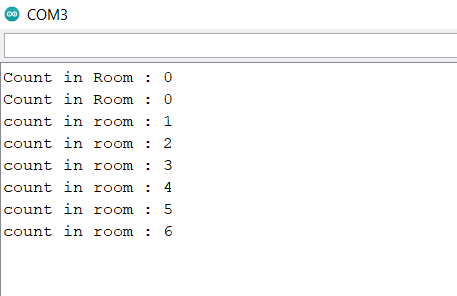 COM3
Count in Room : 0
Count in Room : 0
count in room : 1
count in room : 2
count in room : 3
count in room : 4
count in room : 5
count in room : 6